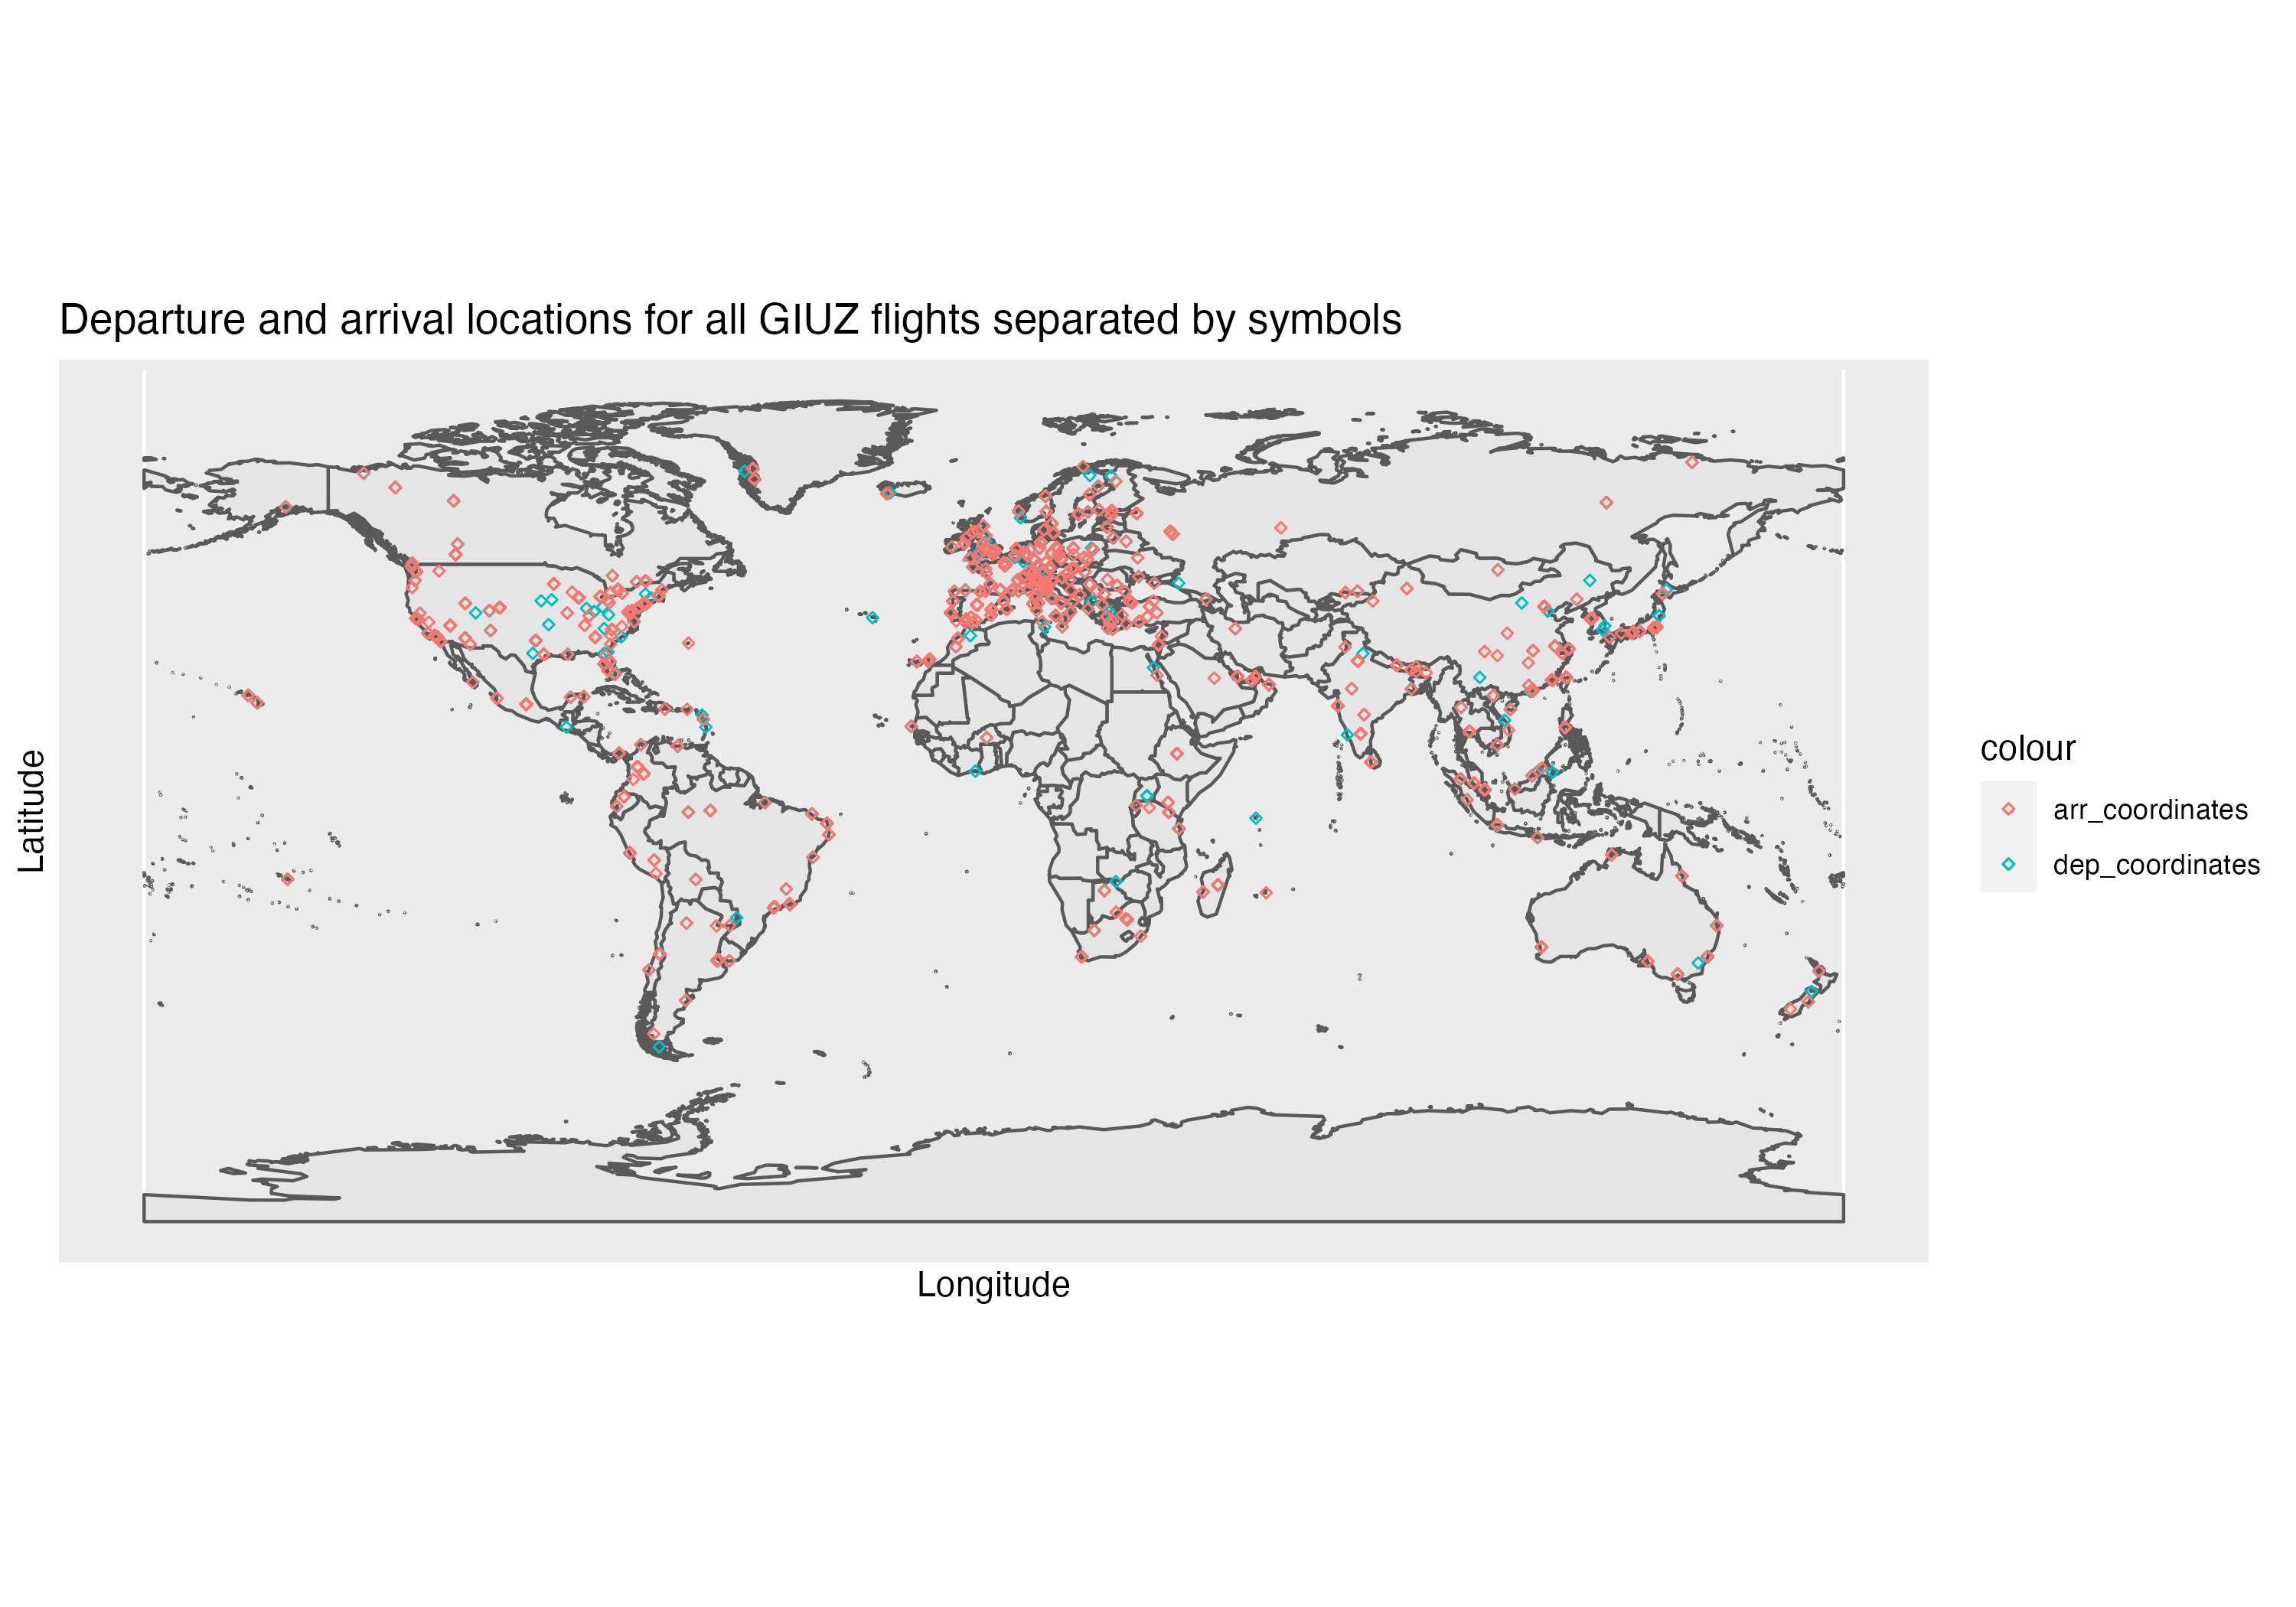 Departure and arrival locations for all GIUZ flights separated by symbols
Latitude
Longitude
colour
arr_coordinates
dep_coordinates